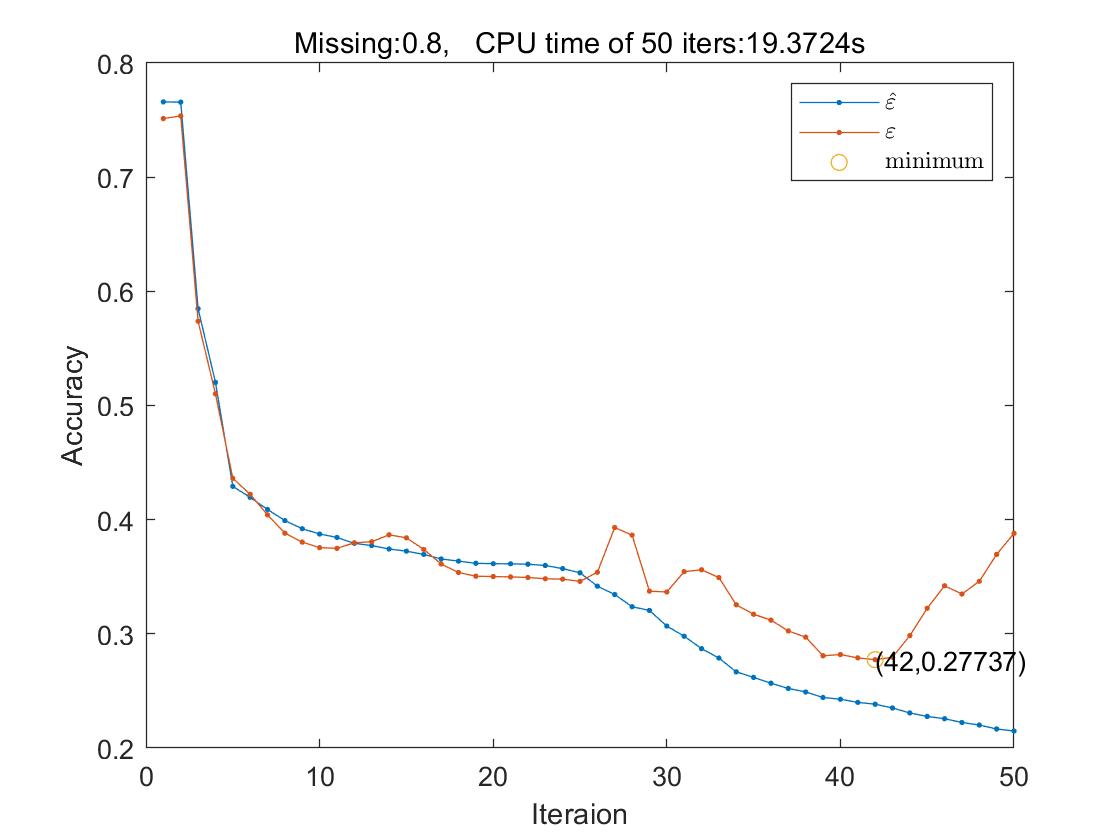 Missing:0.8,   CPU time of 50 iters:19.3724s
0.8
0.7
0.6
0.5
0.4
0.3
0.2
Accuracy
ε̂
ε
minimum
(42,0.27737)
0 10 20 30 40 50
Iteraion